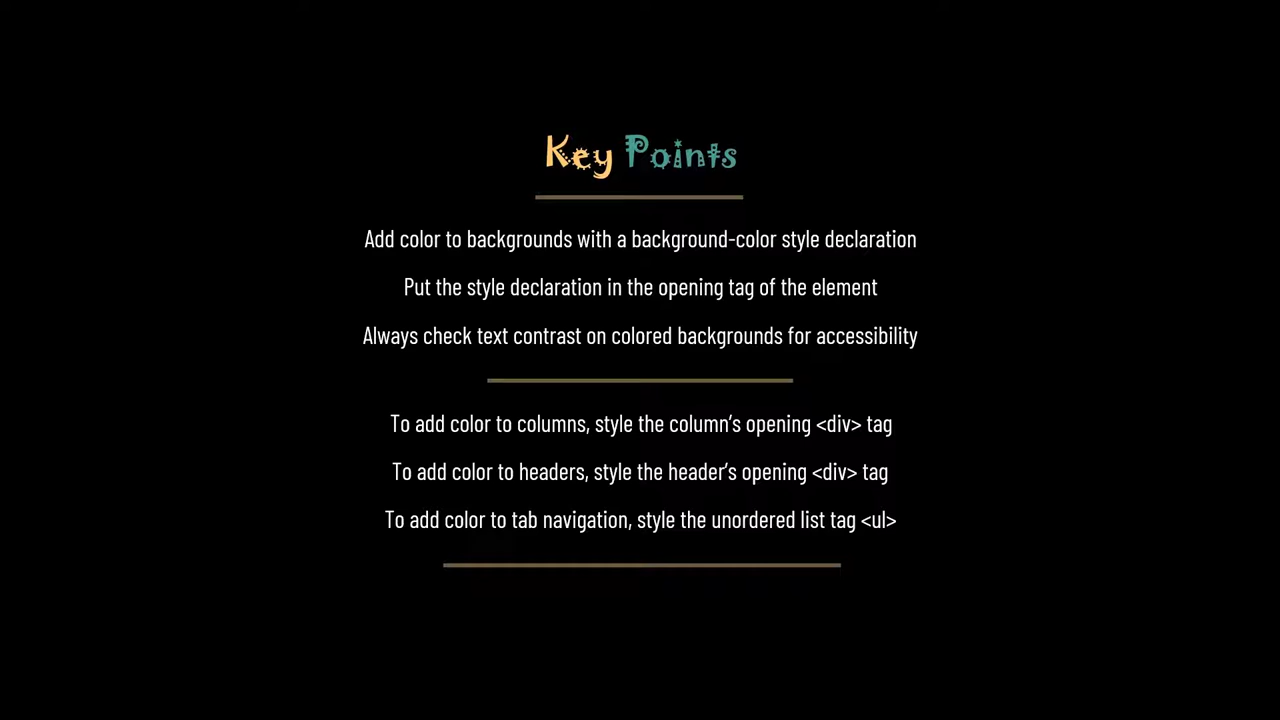 Key Points
Add color to backgrounds with a background-color style declaration
Put the style declaration in the opening tag of the element
Always check text contrast on colored backgrounds for accessibility
To add color to columns, style the column’s opening <div> tag
To add color to headers, style the header’s opening <div> tag
To add color to tab navigation, style the unordered list tag <ul>